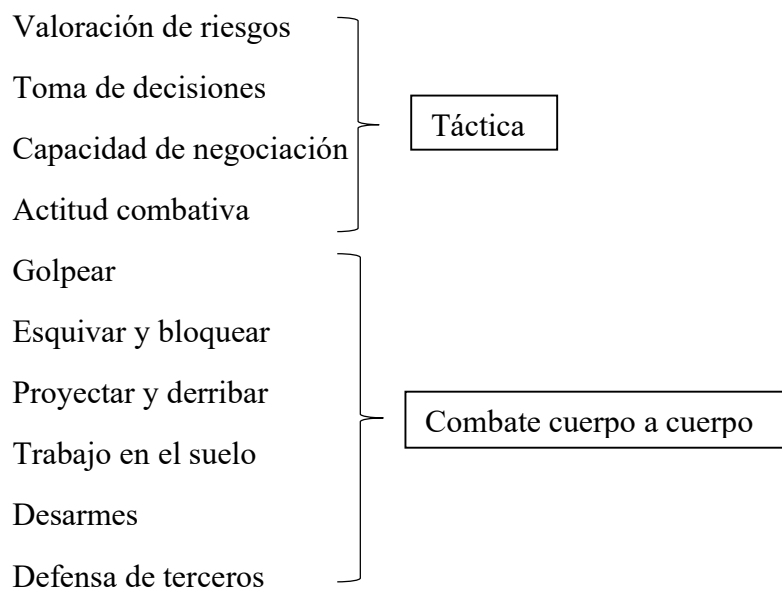 Valoración de riesgos
Toma de decisiones
Capacidad de negociación
Actitud combativa
Táctica
Golpear
Esquivar y bloquear
Proyectar y derribar
Trabajo en el suelo
Desarmes
Defensa de terceros
Combate cuerpo a cuerpo